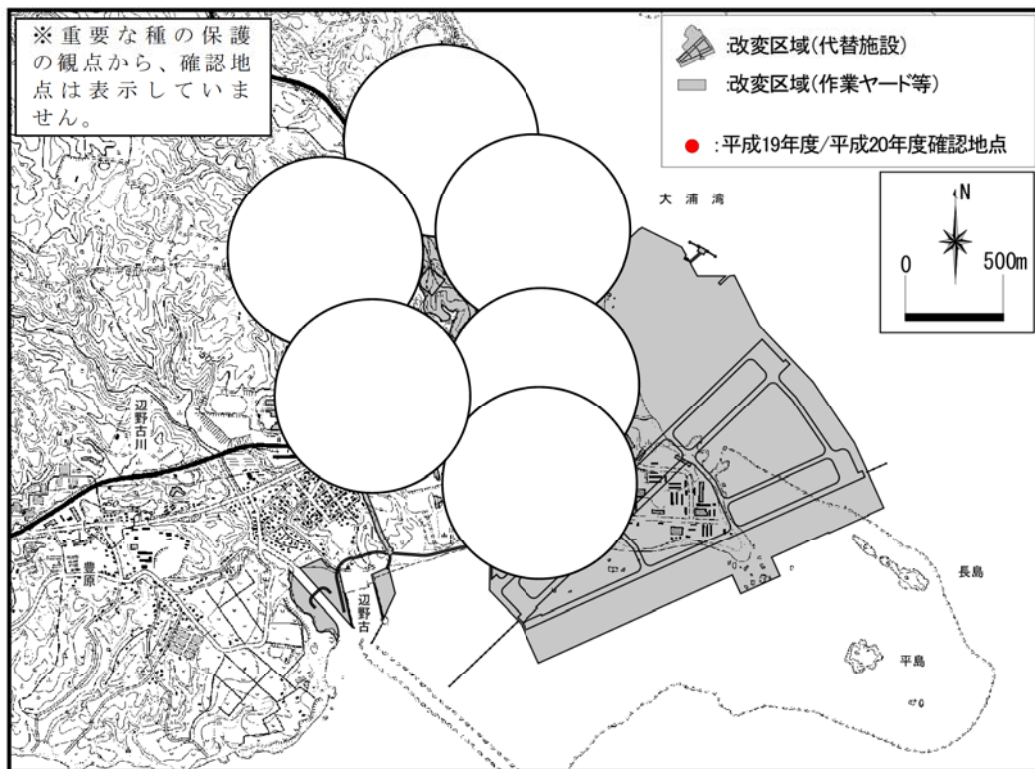 ※重要な種の保護
の観点から、確認地
点は表示していま
せん。
:改変区域(代替施設)
:改変区域(作業ヤード等)
:平成19年度/平成20年度確認地点
大浦湾
N
0 500m
辺野古川
豊原
辺野古
長島
平島